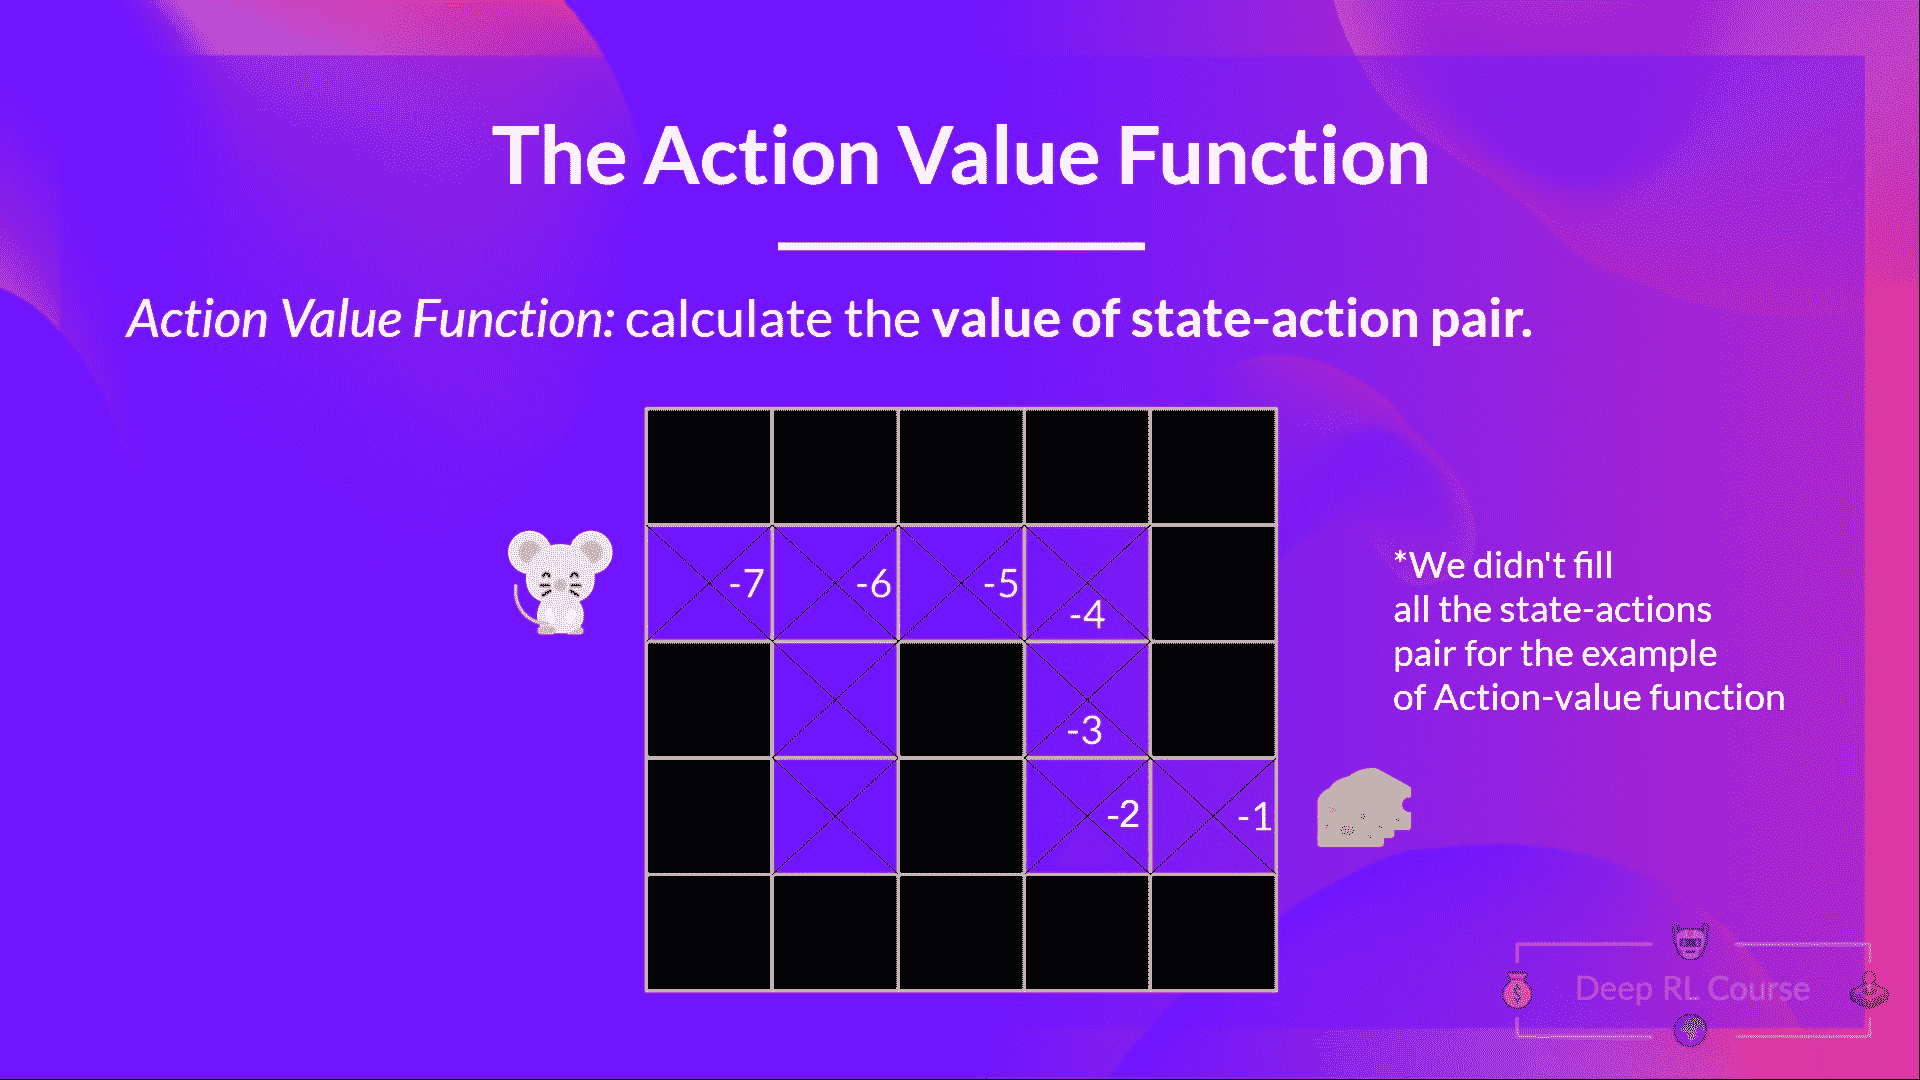 The Action Value Function
Action Value Function: calculate the value of state-action pair.
-7 -6 -5 -4
-3
-2 -1
*We didn't fill
all the state-actions
pair for the example
of Action-value function
Deep RL Course